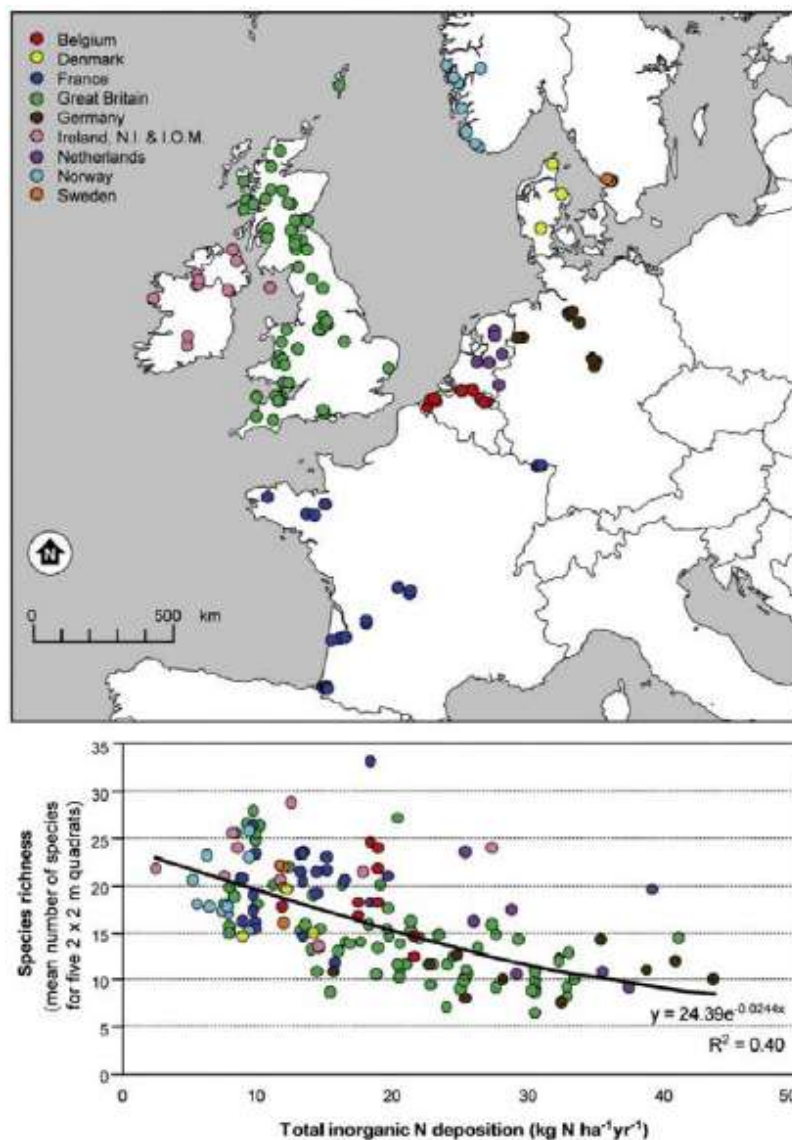 Belgium
Denmark
France
Great Britain
Germany
Ireland, N.I. & I.O.M.
Netherlands
Norway
Sweden
N
0 500 km
35
30
25
20
15
10
5
0
Species richness
(mean number of species
for five 2 x 2 m quadrats)
y = 24.39e^-0.0244x
R² = 0.40
0 10 20 30 40 50
Total inorganic N deposition (kg N ha⁻¹yr⁻¹)